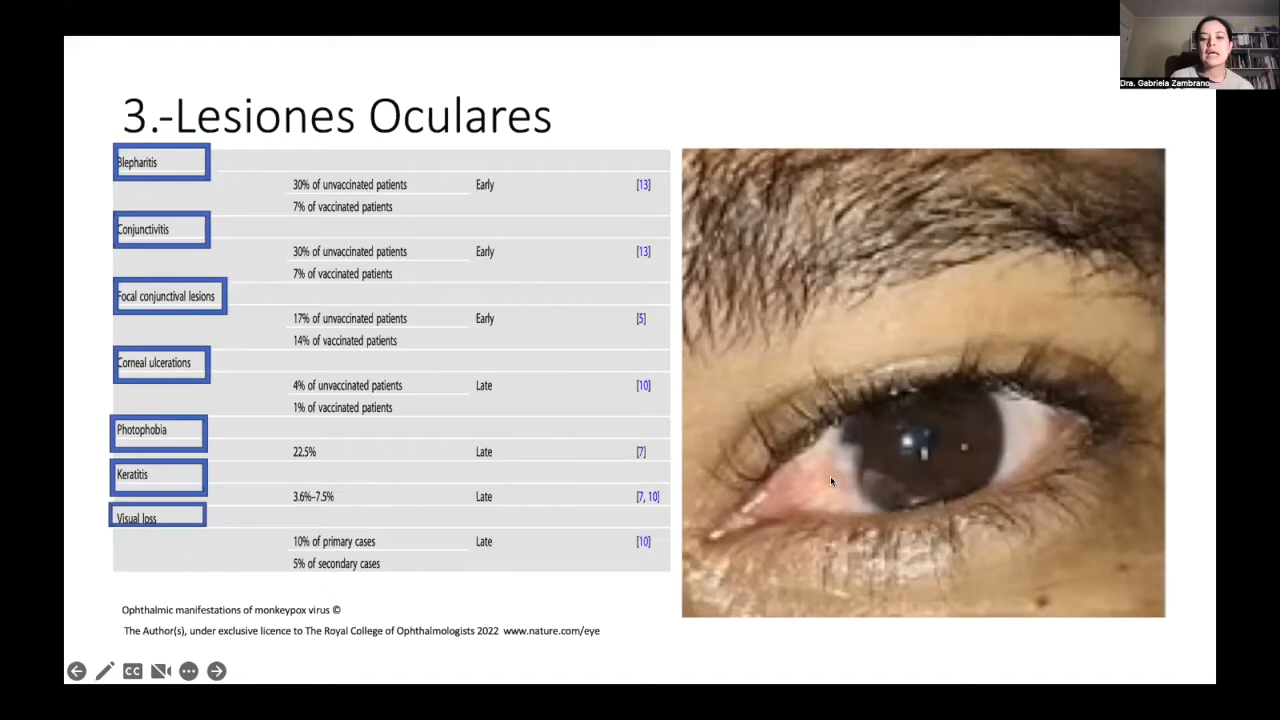 Dra. Gabriela Zambrano
3.-Lesiones Oculares
Blepharitis
30% of unvaccinated patients Early [13]
7% of vaccinated patients
Conjunctivitis
30% of unvaccinated patients Early [13]
7% of vaccinated patients
Focal conjunctival lesions
17% of unvaccinated patients Early [5]
14% of vaccinated patients
Corneal ulcerations
4% of unvaccinated patients Late [10]
1% of vaccinated patients
Photophobia
22.5% Late [7]
Keratitis
3.6%–7.5% Late [7, 10]
Visual loss
10% of primary cases Late [10]
5% of secondary cases
Ophthalmic manifestations of monkeypox virus ©
The Author(s), under exclusive licence to The Royal College of Ophthalmologists 2022 www.nature.com/eye
CC